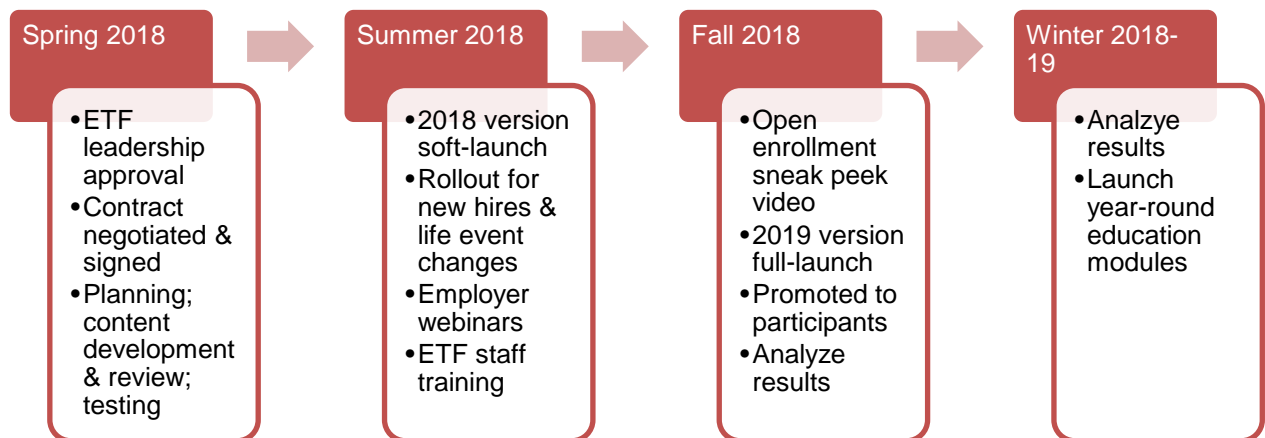 Spring 2018
•ETF
leadership
approval
•Contract
negotiated &
signed
•Planning;
content
development
& review;
testing
Summer 2018
•2018 version
soft-launch
•Rollout for
new hires &
life event
changes
•Employer
webinars
•ETF staff
training
Fall 2018
•Open
enrollment
sneak peek
video
•2019 version
full-launch
•Promoted to
participants
•Analyze
results
Winter 2018-
19
•Analzye
results
•Launch
year-round
education
modules